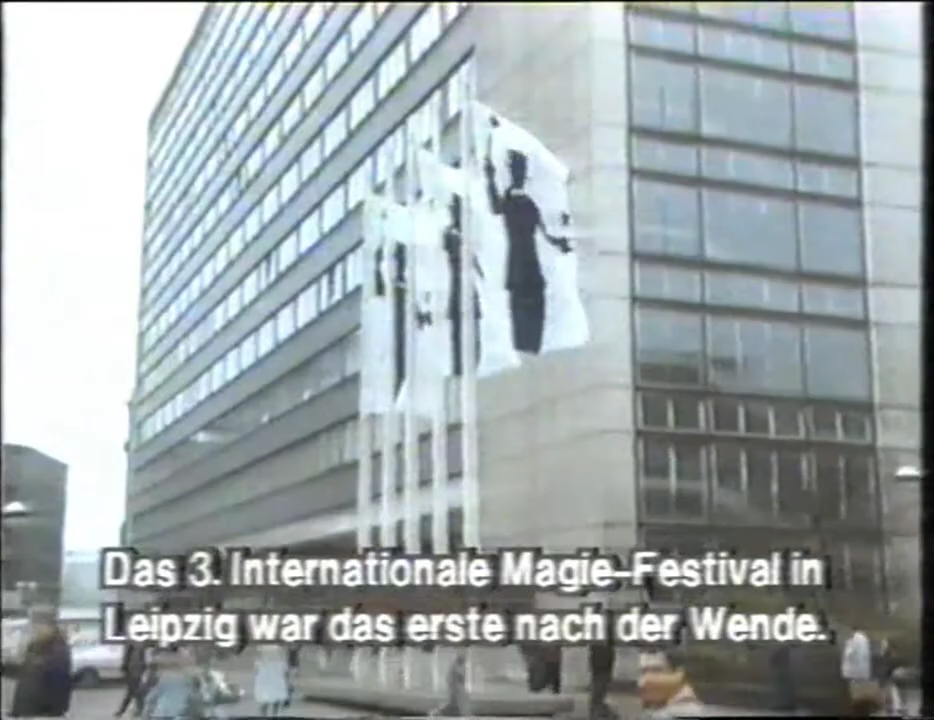 Das 3. Internationale Magie-Festival in
Leipzig war das erste nach der Wende.